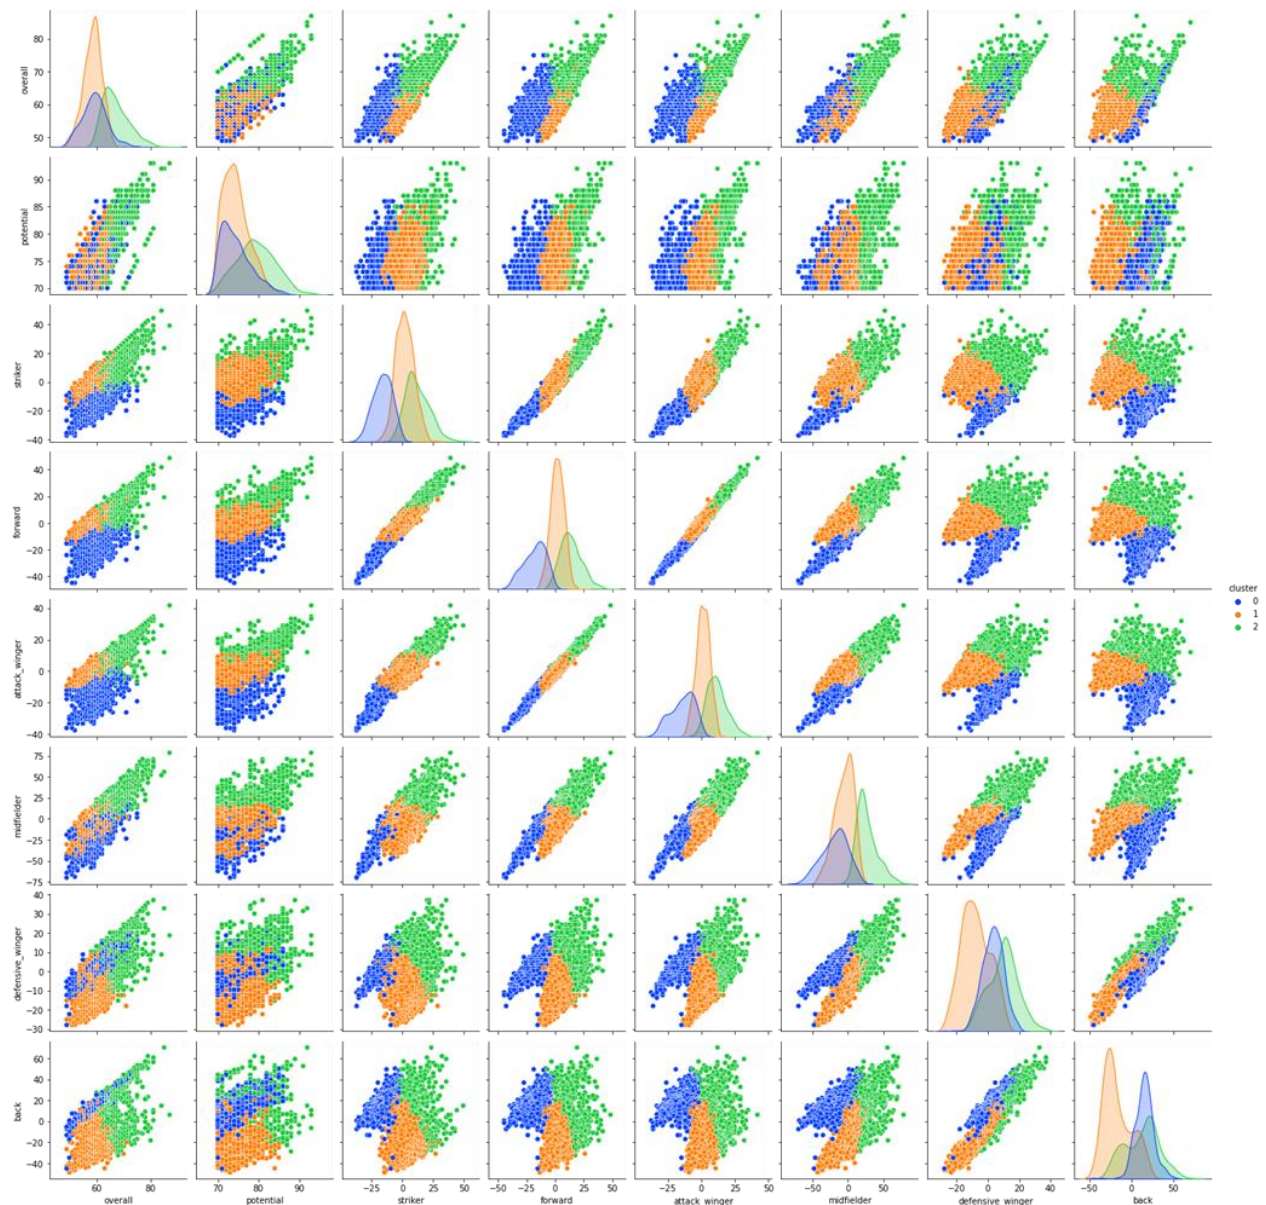 80
70
60
50
overall
90
85
80
75
70
potential
40
20
0
−20
−40
striker
40
20
0
−20
−40
forward
cluster
0
1
2
40
20
0
−20
−40
attack_winger
75
50
25
0
−25
−50
−75
midfielder
40
30
20
10
0
−10
−20
−30
defensive_winger
60
40
20
0
−20
−40
back
60 80
70 80 90
−25 0 25 50
−50 −25 0 25 50
−25 0 25 50
−50 0 50
−20 0 20 40
−50 0 50
overall potential striker forward attack_winger midfielder defensive_winger back